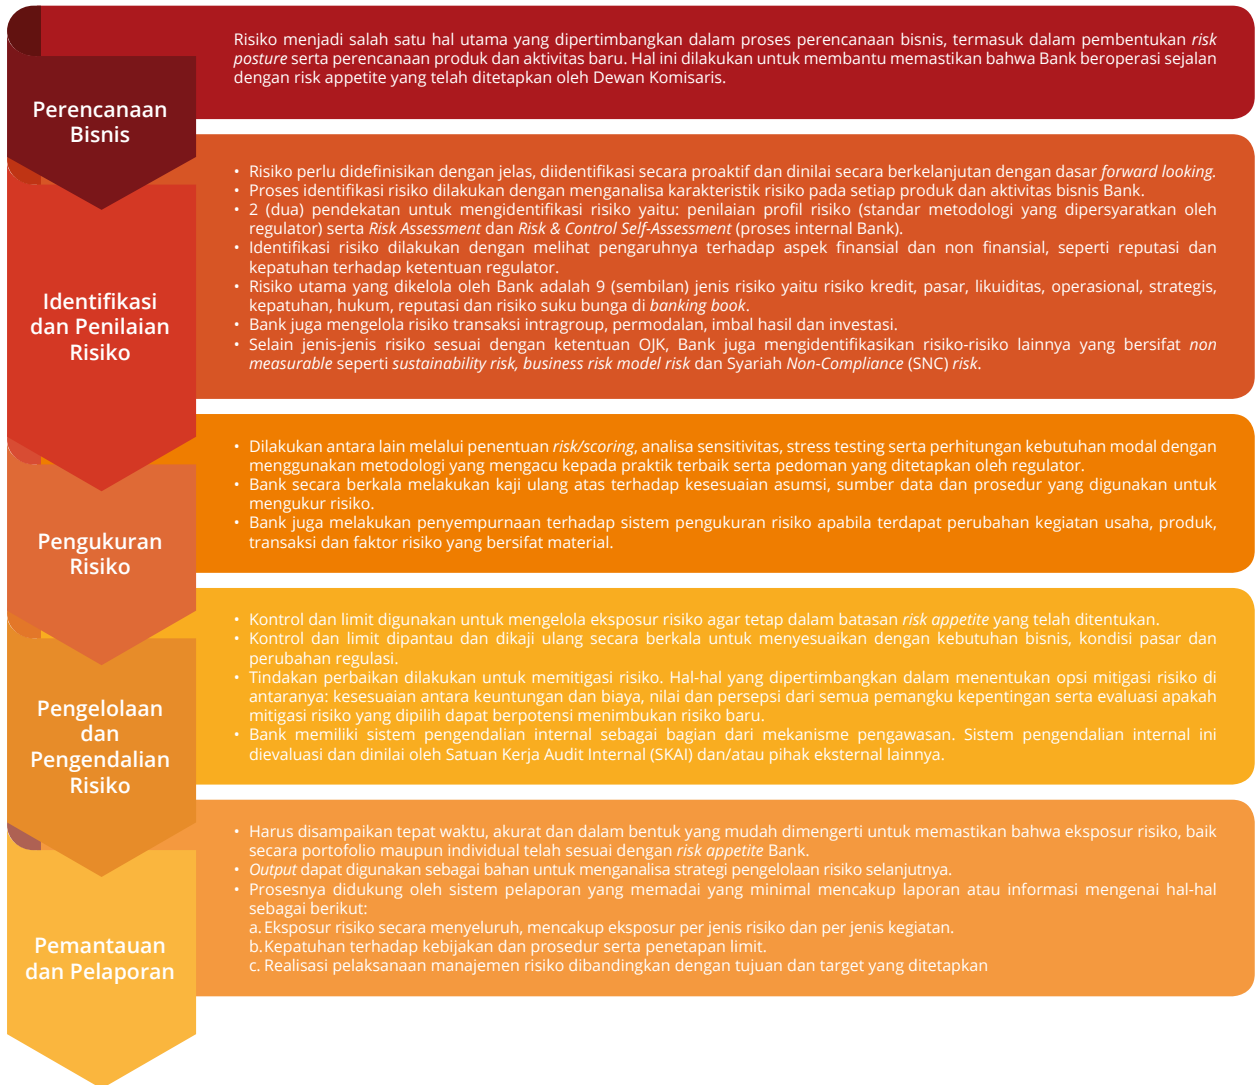 Perencanaan
Bisnis
Risiko menjadi salah satu hal utama yang dipertimbangkan dalam proses perencanaan bisnis, termasuk dalam pembentukan risk
posture serta perencanaan produk dan aktivitas baru. Hal ini dilakukan untuk membantu memastikan bahwa Bank beroperasi sejalan
dengan risk appetite yang telah ditetapkan oleh Dewan Komisaris.
Identifikasi
dan Penilaian
Risiko
• Risiko perlu didefinisikan dengan jelas, diidentifikasi secara proaktif dan dinilai secara berkelanjutan dengan dasar forward looking.
• Proses identifikasi risiko dilakukan dengan menganalisa karakteristik risiko pada setiap produk dan aktivitas bisnis Bank.
• 2 (dua) pendekatan untuk mengidentifikasi risiko yaitu: penilaian profil risiko (standar metodologi yang dipersyaratkan oleh
regulator) serta Risk Assessment dan Risk & Control Self-Assessment (proses internal Bank).
• Identifikasi risiko dilakukan dengan melihat pengaruhnya terhadap aspek finansial dan non finansial, seperti reputasi dan
kepatuhan terhadap ketentuan regulator.
• Risiko utama yang dikelola oleh Bank adalah 9 (sembilan) jenis risiko yaitu risiko kredit, pasar, likuiditas, operasional, strategis,
kepatuhan, hukum, reputasi dan risiko suku bunga di banking book.
• Bank juga mengelola risiko transaksi intragroup, permodalan, imbal hasil dan investasi.
• Selain jenis-jenis risiko sesuai dengan ketentuan OJK, Bank juga mengidentifikasikan risiko-risiko lainnya yang bersifat non
measurable seperti sustainability risk, business risk model risk dan Syariah Non-Compliance (SNC) risk.
Pengukuran
Risiko
• Dilakukan antara lain melalui penentuan risk/scoring, analisa sensitivitas, stress testing serta perhitungan kebutuhan modal dengan
menggunakan metodologi yang mengacu kepada praktik terbaik serta pedoman yang ditetapkan oleh regulator.
• Bank secara berkala melakukan kaji ulang atas terhadap kesesuaian asumsi, sumber data dan prosedur yang digunakan untuk
mengukur risiko.
• Bank juga melakukan penyempurnaan terhadap sistem pengukuran risiko apabila terdapat perubahan kegiatan usaha, produk,
transaksi dan faktor risiko yang bersifat material.
Pengelolaan
dan
Pengendalian
Risiko
• Kontrol dan limit digunakan untuk mengelola eksposur risiko agar tetap dalam batasan risk appetite yang telah ditentukan.
• Kontrol dan limit dipantau dan dikaji ulang secara berkala untuk menyesuaikan dengan kebutuhan bisnis, kondisi pasar dan
perubahan regulasi.
• Tindakan perbaikan dilakukan untuk memitigasi risiko. Hal-hal yang dipertimbangkan dalam menentukan opsi mitigasi risiko di
antaranya: kesesuaian antara keuntungan dan biaya, nilai dan persepsi dari semua pemangku kepentingan serta evaluasi apakah
mitigasi risiko yang dipilih dapat berpotensi menimbukan risiko baru.
• Bank memiliki sistem pengendalian internal sebagai bagian dari mekanisme pengawasan. Sistem pengendalian internal ini
dievaluasi dan dinilai oleh Satuan Kerja Audit Internal (SKAI) dan/atau pihak eksternal lainnya.
Pemantauan
dan Pelaporan
• Harus disampaikan tepat waktu, akurat dan dalam bentuk yang mudah dimengerti untuk memastikan bahwa eksposur risiko, baik
secara portofolio maupun individual telah sesuai dengan risk appetite Bank.
• Output dapat digunakan sebagai bahan untuk menganalisa strategi pengelolaan risiko selanjutnya.
• Prosesnya didukung oleh sistem pelaporan yang memadai yang minimal mencakup laporan atau informasi mengenai hal-hal
sebagai berikut:
a. Eksposur risiko secara menyeluruh, mencakup eksposur per jenis risiko dan per jenis kegiatan.
b. Kepatuhan terhadap kebijakan dan prosedur serta penetapan limit.
c. Realisasi pelaksanaan manajemen risiko dibandingkan dengan tujuan dan target yang ditetapkan